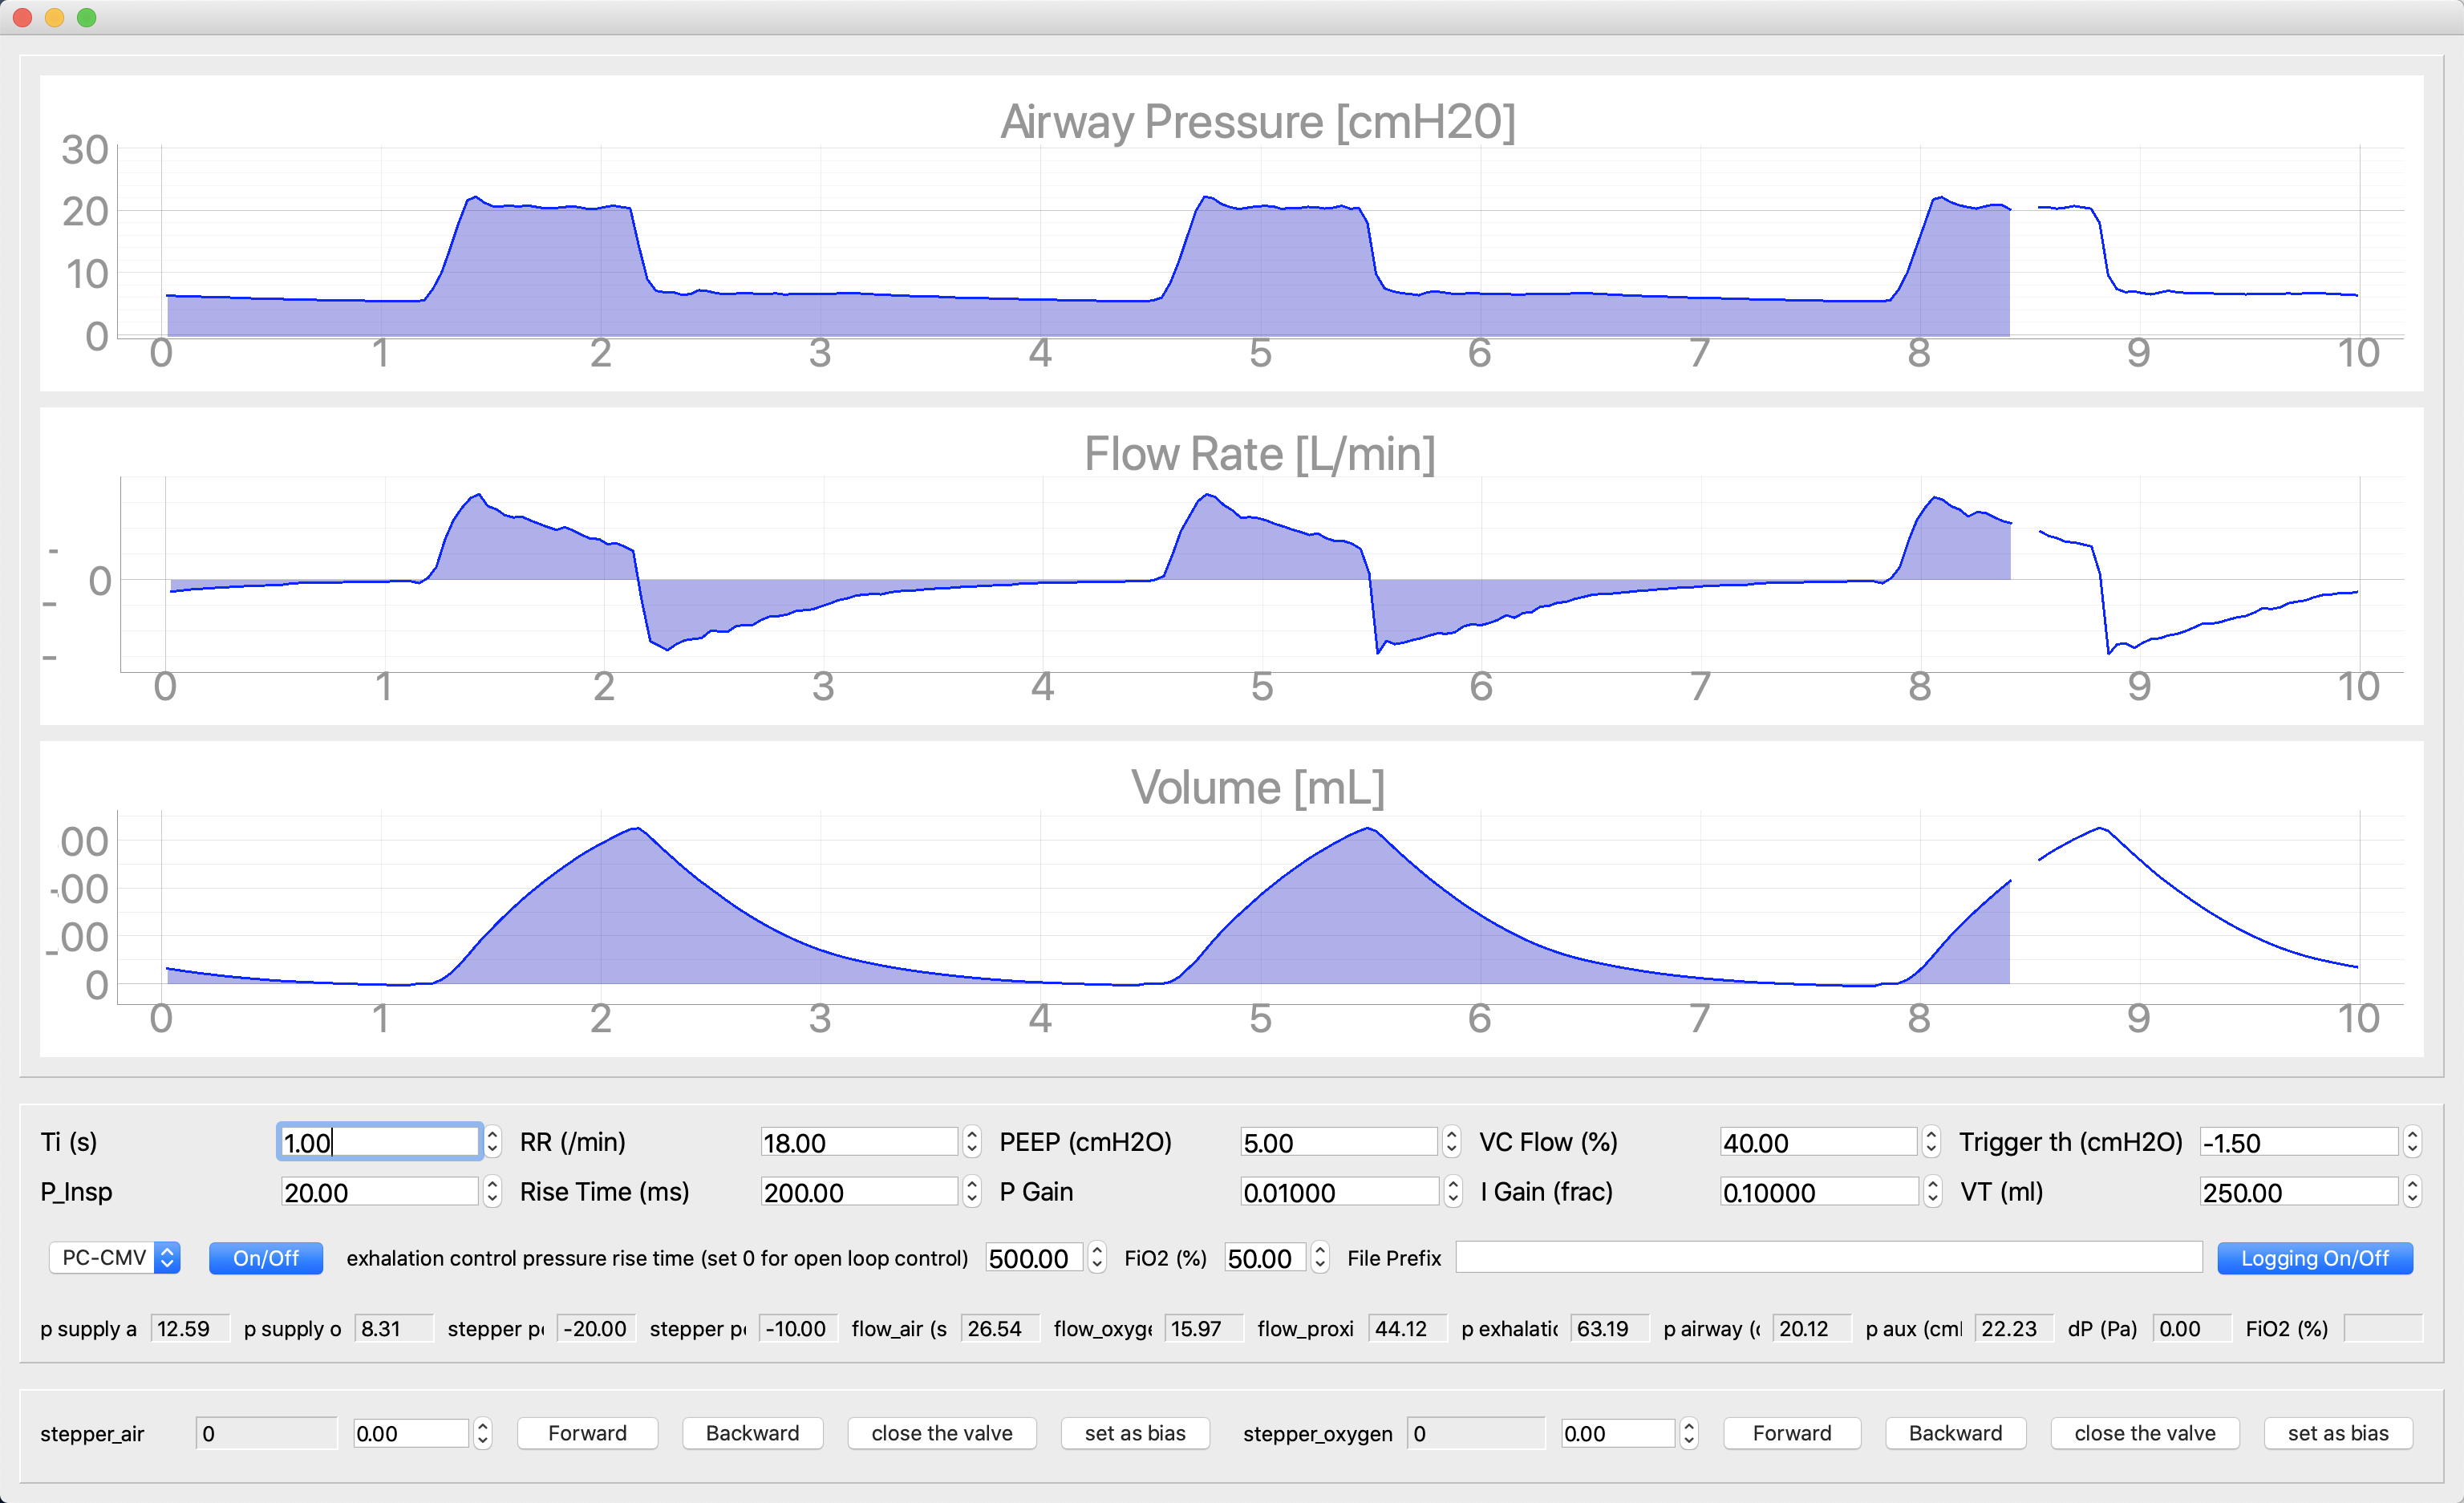 Airway Pressure [cmH20]
30
20
10
0
0 1 2 3 4 5 6 7 8 9 10
Flow Rate [L/min]
0
0 1 2 3 4 5 6 7 8 9 10
Volume [mL]
00
00
00
0
0 1 2 3 4 5 6 7 8 9 10
Ti (s) 1.00 RR (/min) 18.00 PEEP (cmH2O) 5.00 VC Flow (%) 40.00 Trigger th (cmH2O) -1.50
P_Insp 20.00 Rise Time (ms) 200.00 P Gain 0.01000 I Gain (frac) 0.10000 VT (ml) 250.00
PC-CMV On/Off exhalation control pressure rise time (set 0 for open loop control) 500.00 FiO2 (%) 50.00 File Prefix Logging On/Off
p supply a 12.59 p supply o 8.31 stepper p -20.00 stepper p -10.00 flow_air (s 26.54 flow_oxyge 15.97 flow_proxi 44.12 p exhalatic 63.19 p airway (c 20.12 p aux (cml 22.23 dP (Pa) 0.00 FiO2 (%)
stepper_air 0 0.00 Forward Backward close the valve set as bias stepper_oxygen 0 0.00 Forward Backward close the valve set as bias